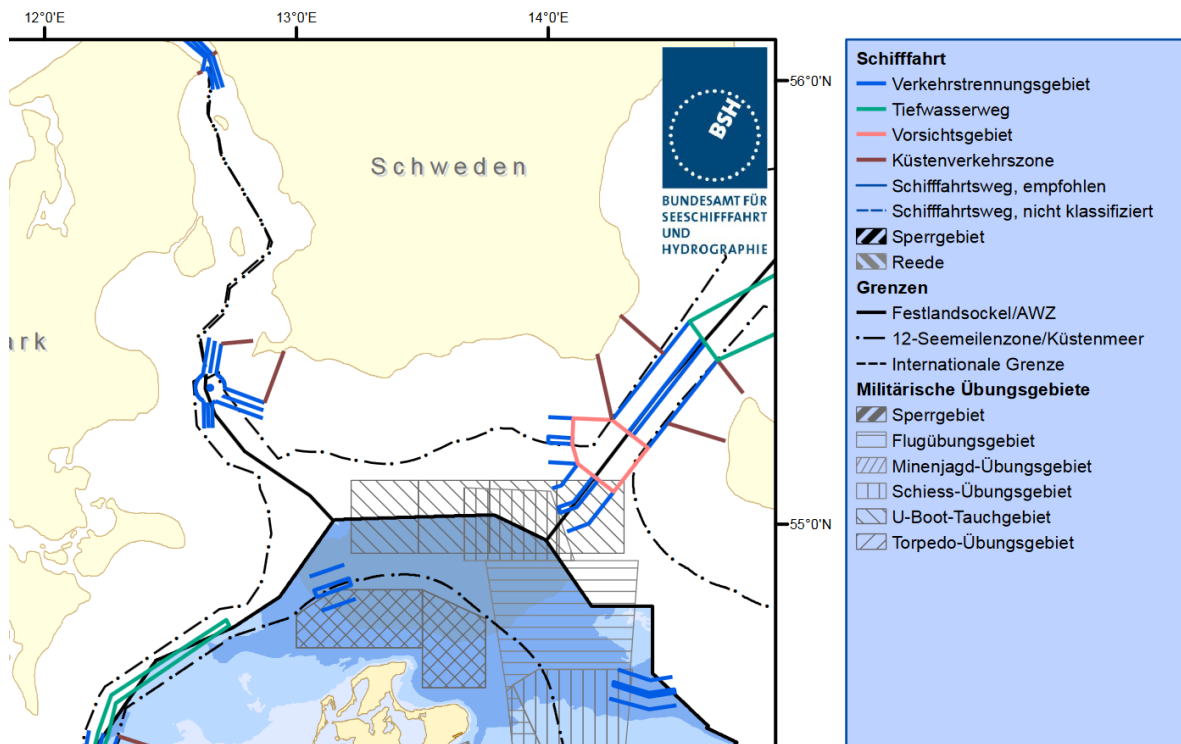 12°0'E
13°0'E
14°0'E
56°0'N
55°0'N
Schweden
ark
BSH
BUNDESAMT FÜR
SEESCHIFFFAHRT
UND
HYDROGRAPHIE
Schifffahrt
Verkehrstrennungsgebiet
Tiefwasserweg
Vorsichtsgebiet
Küstenverkehrszone
Schifffahrtsweg, empfohlen
Schifffahrtsweg, nicht klassifiziert
Sperrgebiet
Reede
Grenzen
Festlandsockel/AWZ
12-Seemeilenzone/Küstenmeer
Internationale Grenze
Militärische Übungsgebiete
Sperrgebiet
Flugübungsgebiet
Minenjagd-Übungsgebiet
Schiess-Übungsgebiet
U-Boot-Tauchgebiet
Torpedo-Übungsgebiet